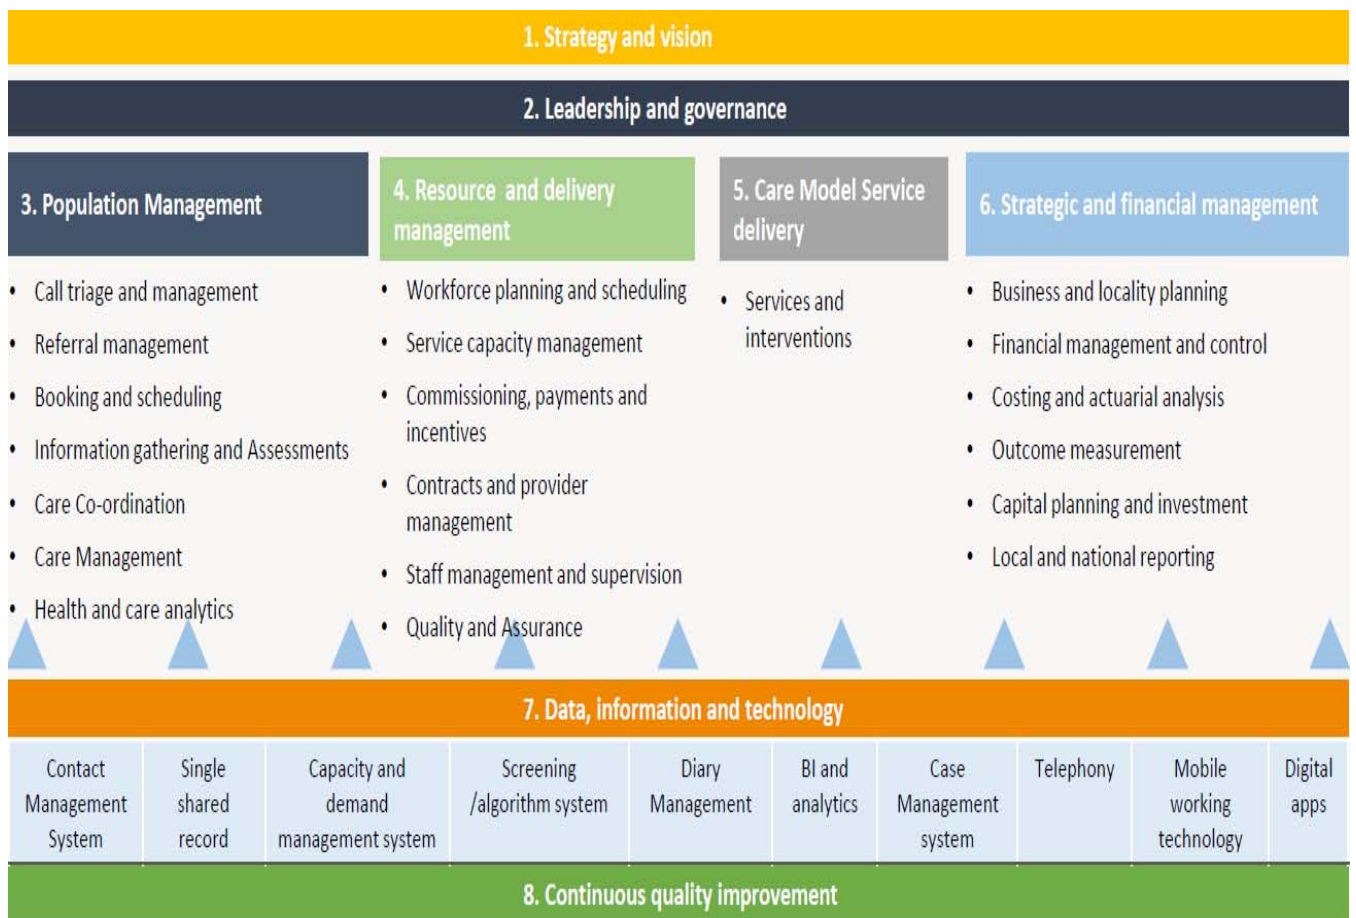 1. Strategy and vision
2. Leadership and governance
3. Population Management
• Call triage and management
• Referral management
• Booking and scheduling
• Information gathering and Assessments
• Care Co-ordination
• Care Management
• Health and care analytics
4. Resource and delivery
management
• Workforce planning and scheduling
• Service capacity management
• Commissioning, payments and
incentives
• Contracts and provider
management
• Staff management and supervision
• Quality and Assurance
5. Care Model Service
delivery
• Services and
interventions
6. Strategic and financial management
• Business and locality planning
• Financial management and control
• Costing and actuarial analysis
• Outcome measurement
• Capital planning and investment
• Local and national reporting
7. Data, information and technology
Contact
Management
System
Single
shared
record
Capacity and
demand
management system
Screening
/algorithm system
Diary
Management
BI and
analytics
Case
Management
system
Telephony
Mobile
working
technology
Digital
apps
8. Continuous quality improvement